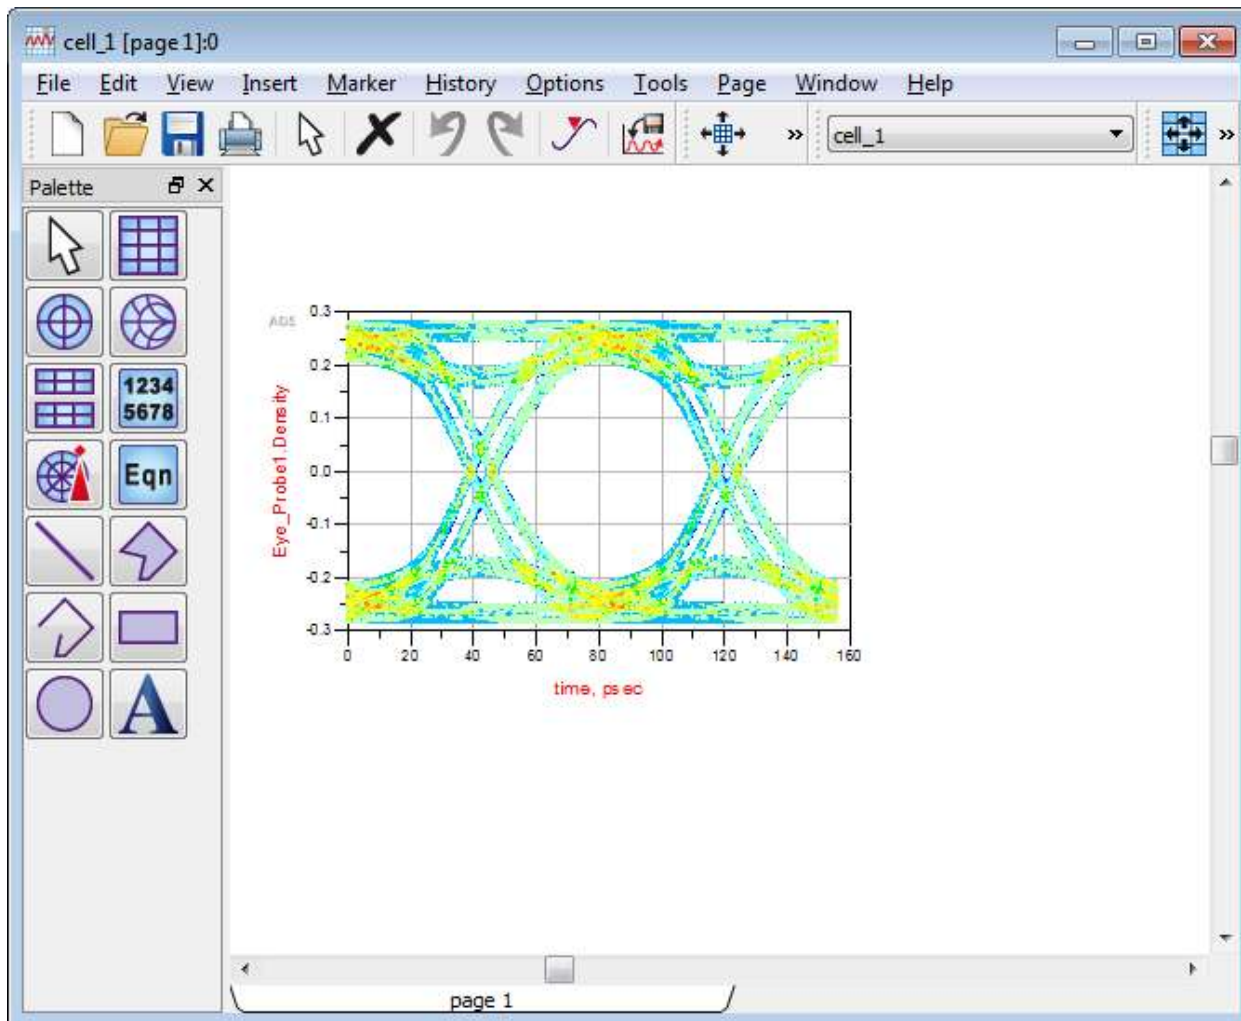 cell_1 [page 1]:0
File Edit View Insert Marker History Options Tools Page Window Help
» cell_1 »
Palette
1234
5678
Eqn
A
ADS
Eye_Probe1.Density
0.3
0.2
0.1
0.0
-0.1
-0.2
-0.3
0 20 40 60 80 100 120 140 160
time, psec
page 1